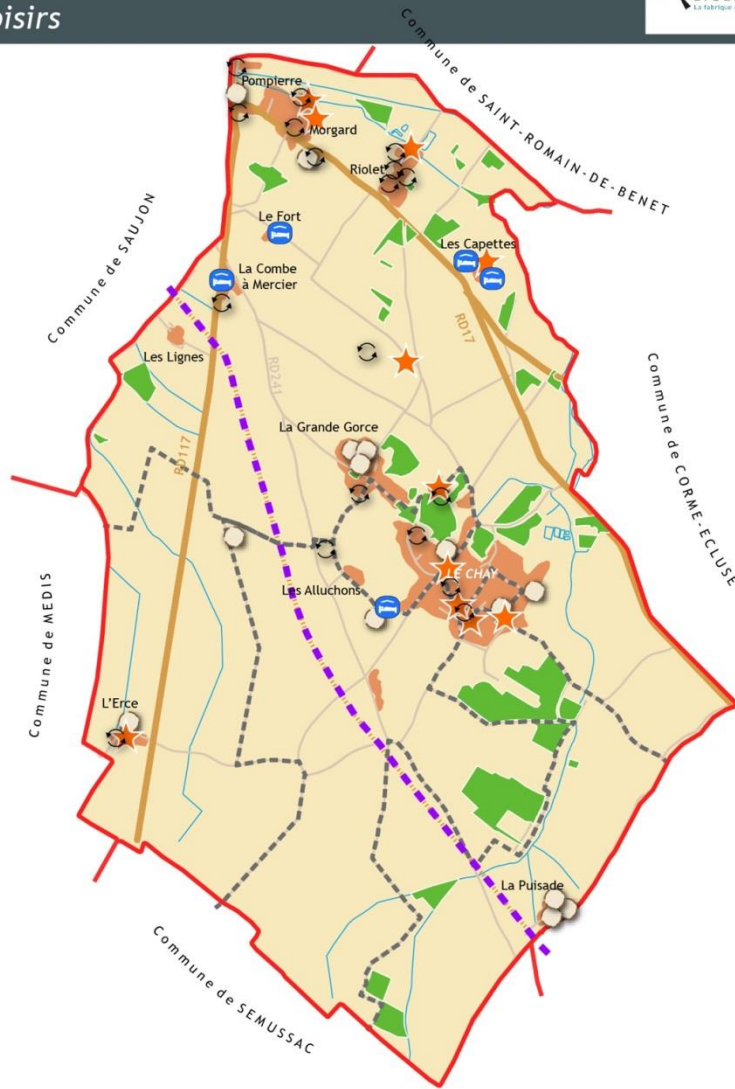 oisirs
La fabrique
Commune de SAINT-ROMAIN-DE-BENET
Pompierre
Morgard
Riolet
Commune de SAUJON
Le Fort
Les Capettes
La Combe
à Mercier
RD17
Les Lignes
RD241
Commune de CORME-ECLUSE
La Grande Gorce
RD117
LE CHAY
Les Alluchons
Commune de MEDIS
L'Erce
La Puisade
Commune de SEMUSSAC